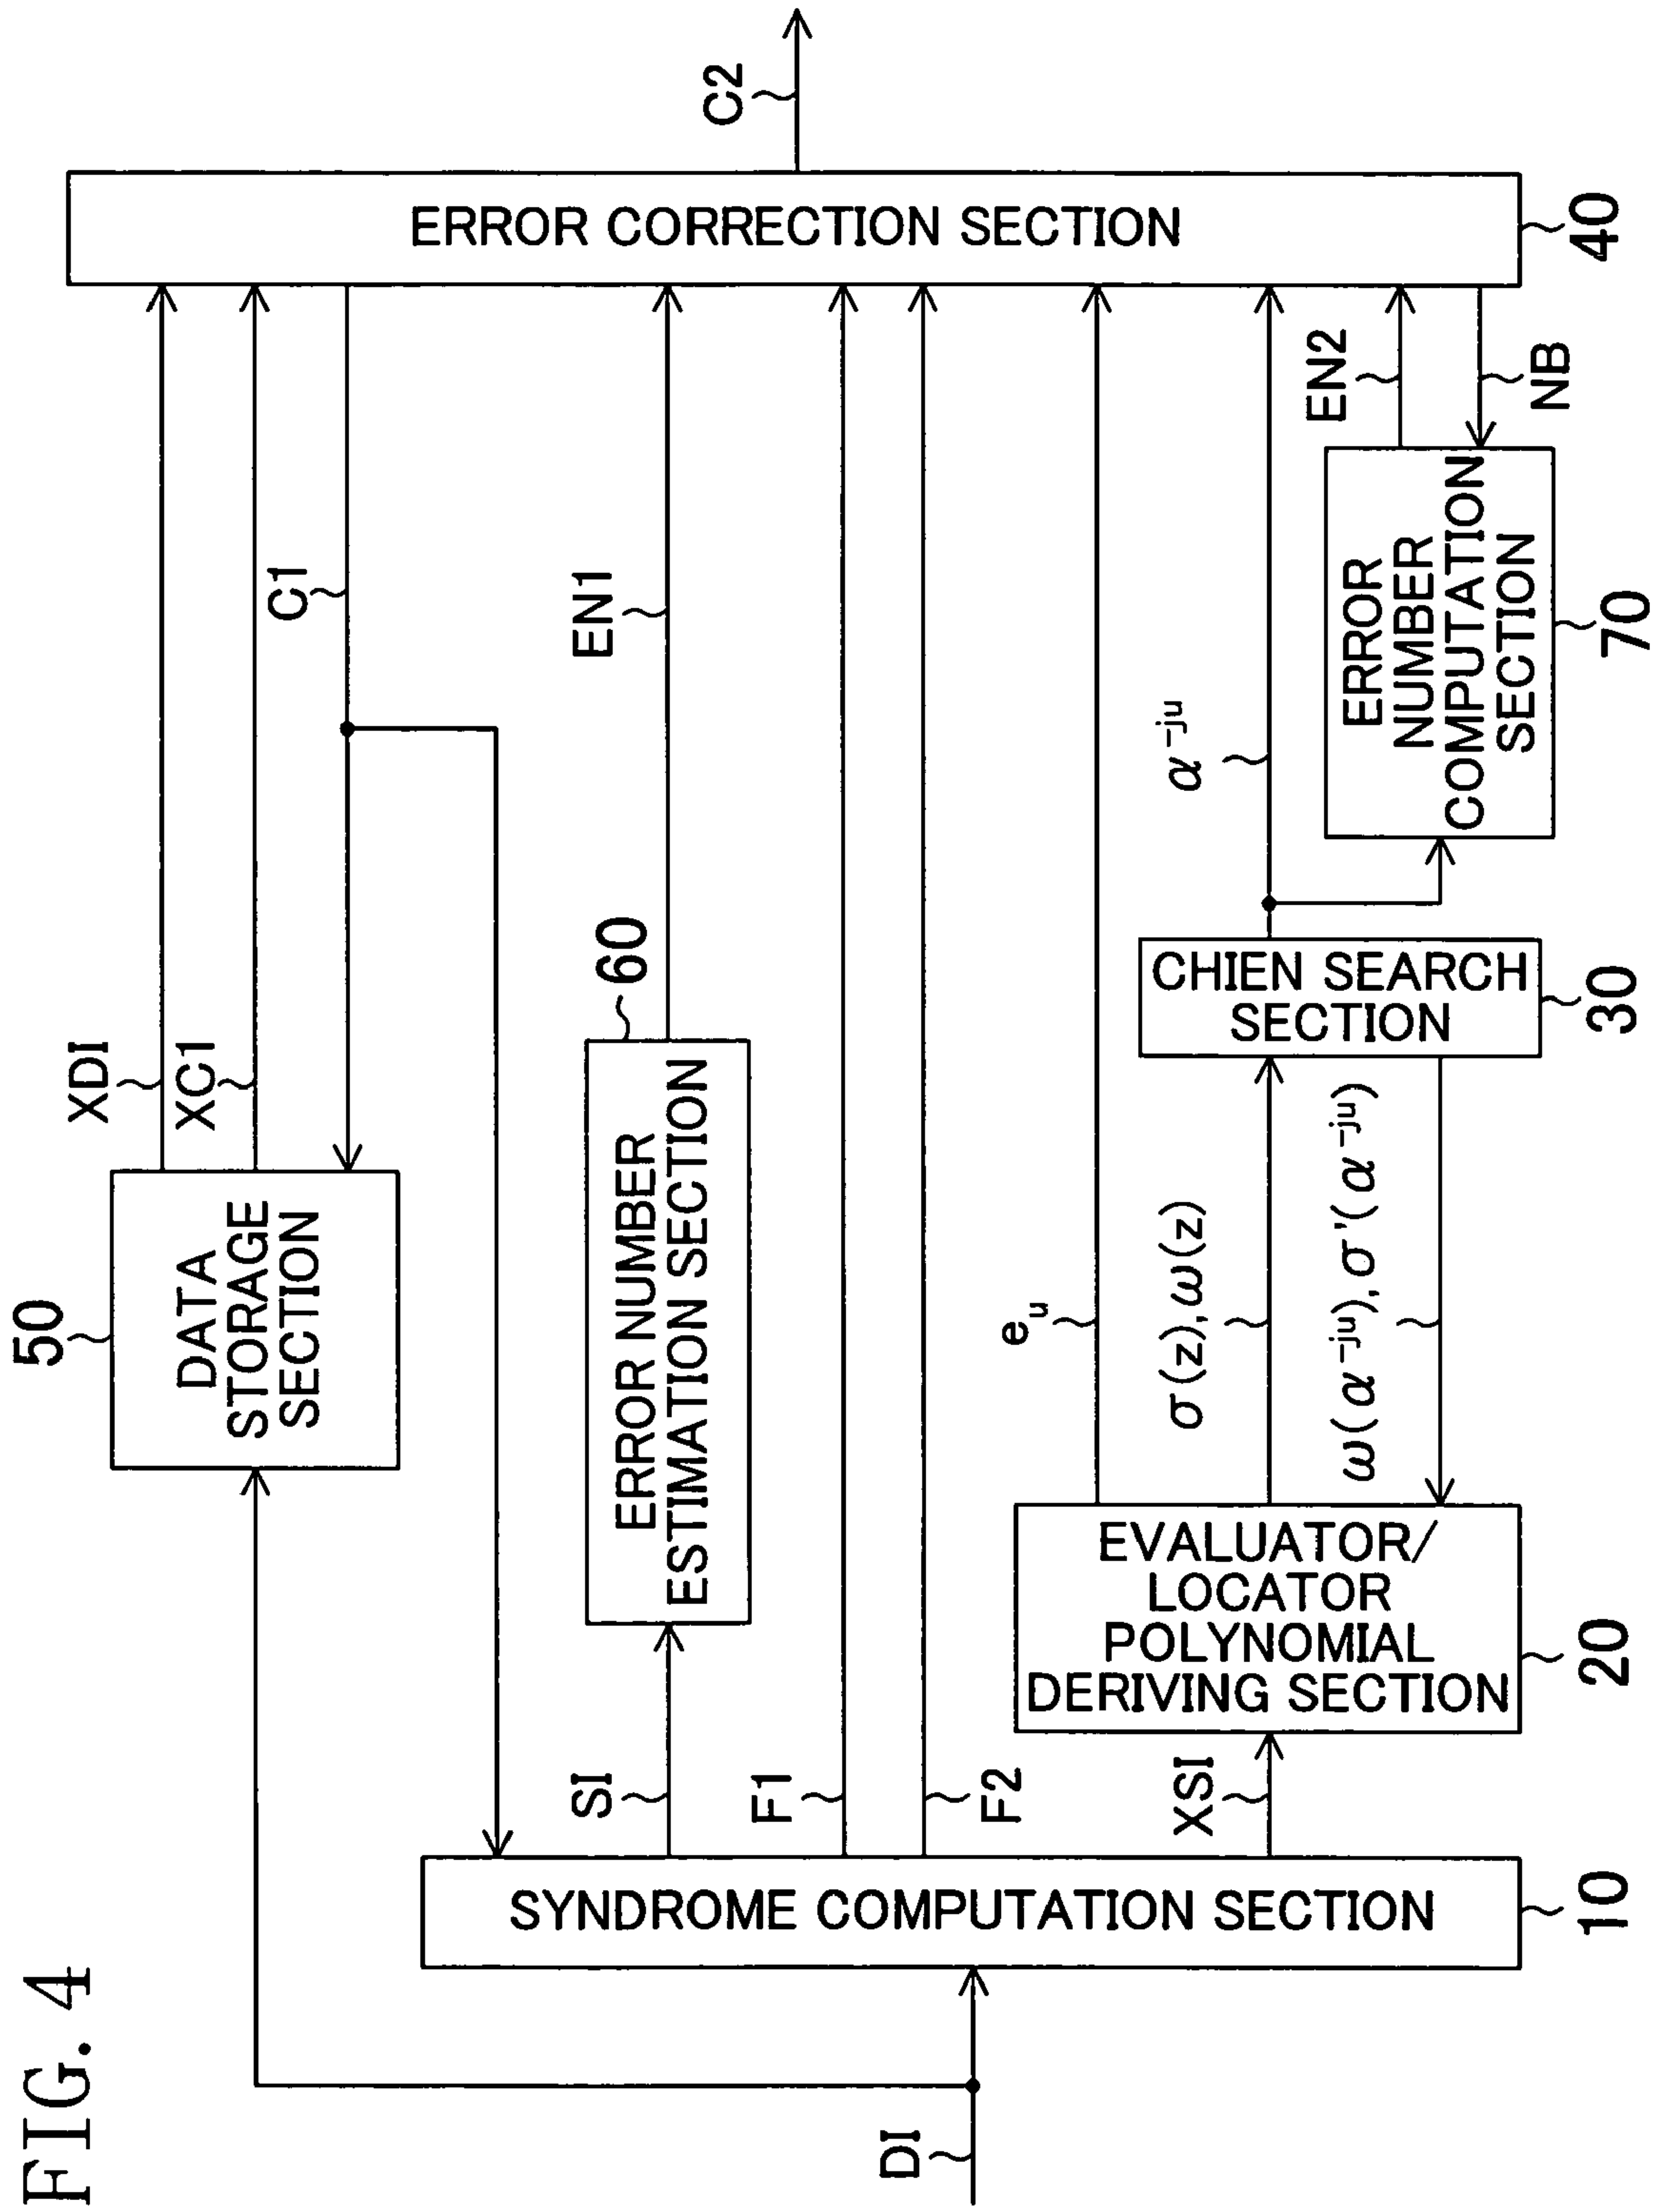 FIG. 4
50
DATA
STORAGE
SECTION
XDI
XC1
C1
60
ERROR NUMBER
ESTIMATION SECTION
SI
EN1
F1
F2
DI
SYNDROME COMPUTATION SECTION
10
XSI
EVALUATOR/
LOCATOR
POLYNOMIAL
DERIVING SECTION
20
e_u
σ(z),ω(z)
ω(α^-ju),σ'(α^-ju)
CHIEN SEARCH
SECTION
30
α^-ju
ERROR
NUMBER
COMPUTATION
SECTION
70
EN2
NB
ERROR CORRECTION SECTION
40
C2